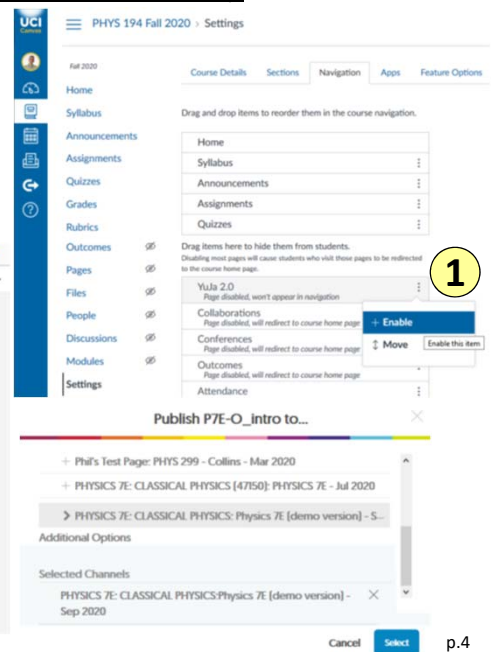 UCI
Canvas
PHYS 194 Fall 2020 > Settings
Fall 2020
Home
Syllabus
Announcements
Assignments
Quizzes
Grades
Rubrics
Outcomes
Pages
Files
People
Discussions
Modules
Settings
Course Details Sections Navigation Apps Feature Options
Drag and drop items to reorder them in the course navigation.
Home
Syllabus
Announcements
Assignments
Quizzes
Drag items here to hide them from students.
Disabling most pages will cause students who visit those pages to be redirected
to the course home page.
YuJa 2.0
Page disabled, won't appear in navigation
Collaborations
Page disabled, will redirect to course home page
Conferences
Page disabled, will redirect to course home page
Outcomes
Page disabled, will redirect to course home page
Attendance
1
+ Enable
Move
Enable this item
Publish P7E-O_intro to...
+ Phil's Test Page: PHYS 299 - Collins - Mar 2020
+ PHYSICS 7E: CLASSICAL PHYSICS (47150): PHYSICS 7E - Jul 2020
> PHYSICS 7E: CLASSICAL PHYSICS: Physics 7E (demo version) - S...
Additional Options
Selected Channels
PHYSICS 7E: CLASSICAL PHYSICS:Physics 7E (demo version) -
Sep 2020
Cancel Select
p.4